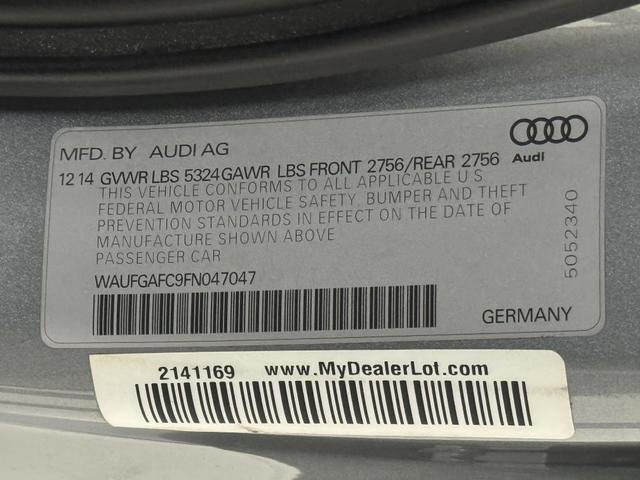 MFD. BY AUDI AG
Audi
12 14 GVWR LBS 5324 GAWR LBS FRONT 2756/REAR 2756
THIS VEHICLE CONFORMS TO ALL APPLICABLE U.S.
FEDERAL MOTOR VEHICLE SAFETY, BUMPER AND THEFT
PREVENTION STANDARDS IN EFFECT ON THE DATE OF
MANUFACTURE SHOWN ABOVE
PASSENGER CAR
5052340
WAUFGAFC9FN047047
GERMANY
2141169 www.MyDealerLot.com